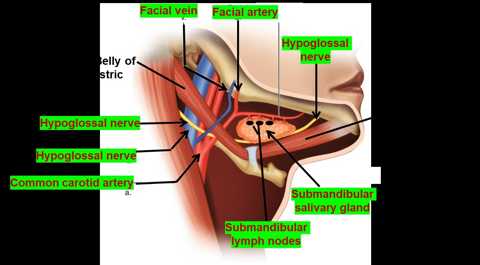 Facial vein
Facial artery
Hypoglossal
nerve
Belly of
stric
Hypoglossal nerve
Hypoglossal nerve
Common carotid artery
a.
Submandibular
salivary gland
Submandibular
lymph nodes